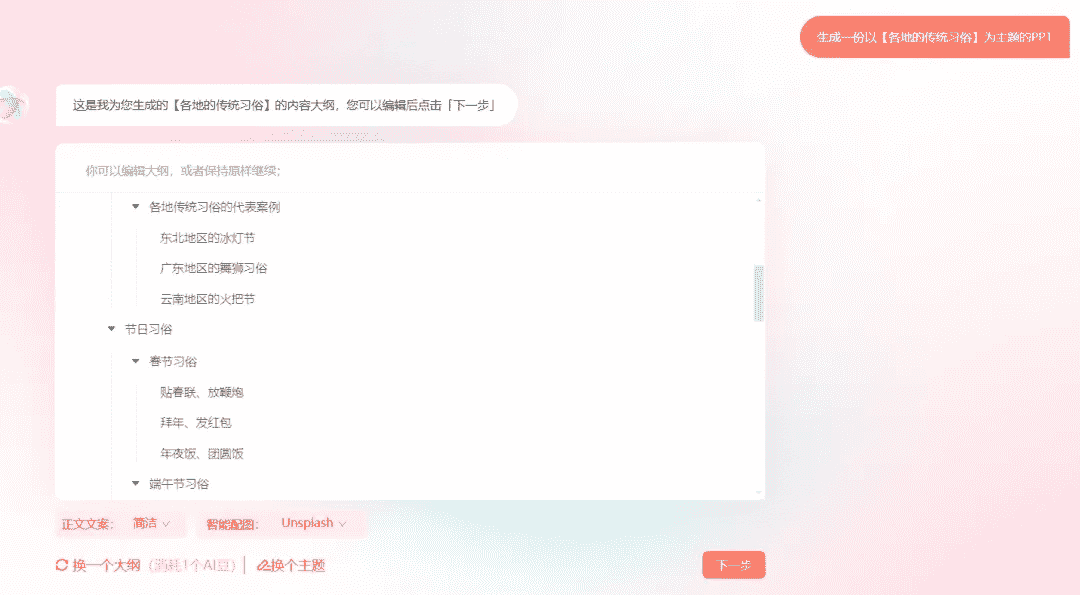 生成一份以【各地的传统习俗】为主题的PPT
这是我为您生成的【各地的传统习俗】的内容大纲，您可以编辑后点击「下一步」
你可以编辑大纲，或者保持原样继续：
各地传统习俗的代表案例
东北地区的冰灯节
广东地区的舞狮习俗
云南地区的火把节
节日习俗
春节习俗
贴春联、放鞭炮
拜年、发红包
年夜饭、团圆饭
端午节习俗
正文文案： 简洁 智能配图： Unsplash
换一个大纲（消耗1个AI豆） 换个主题
下一步